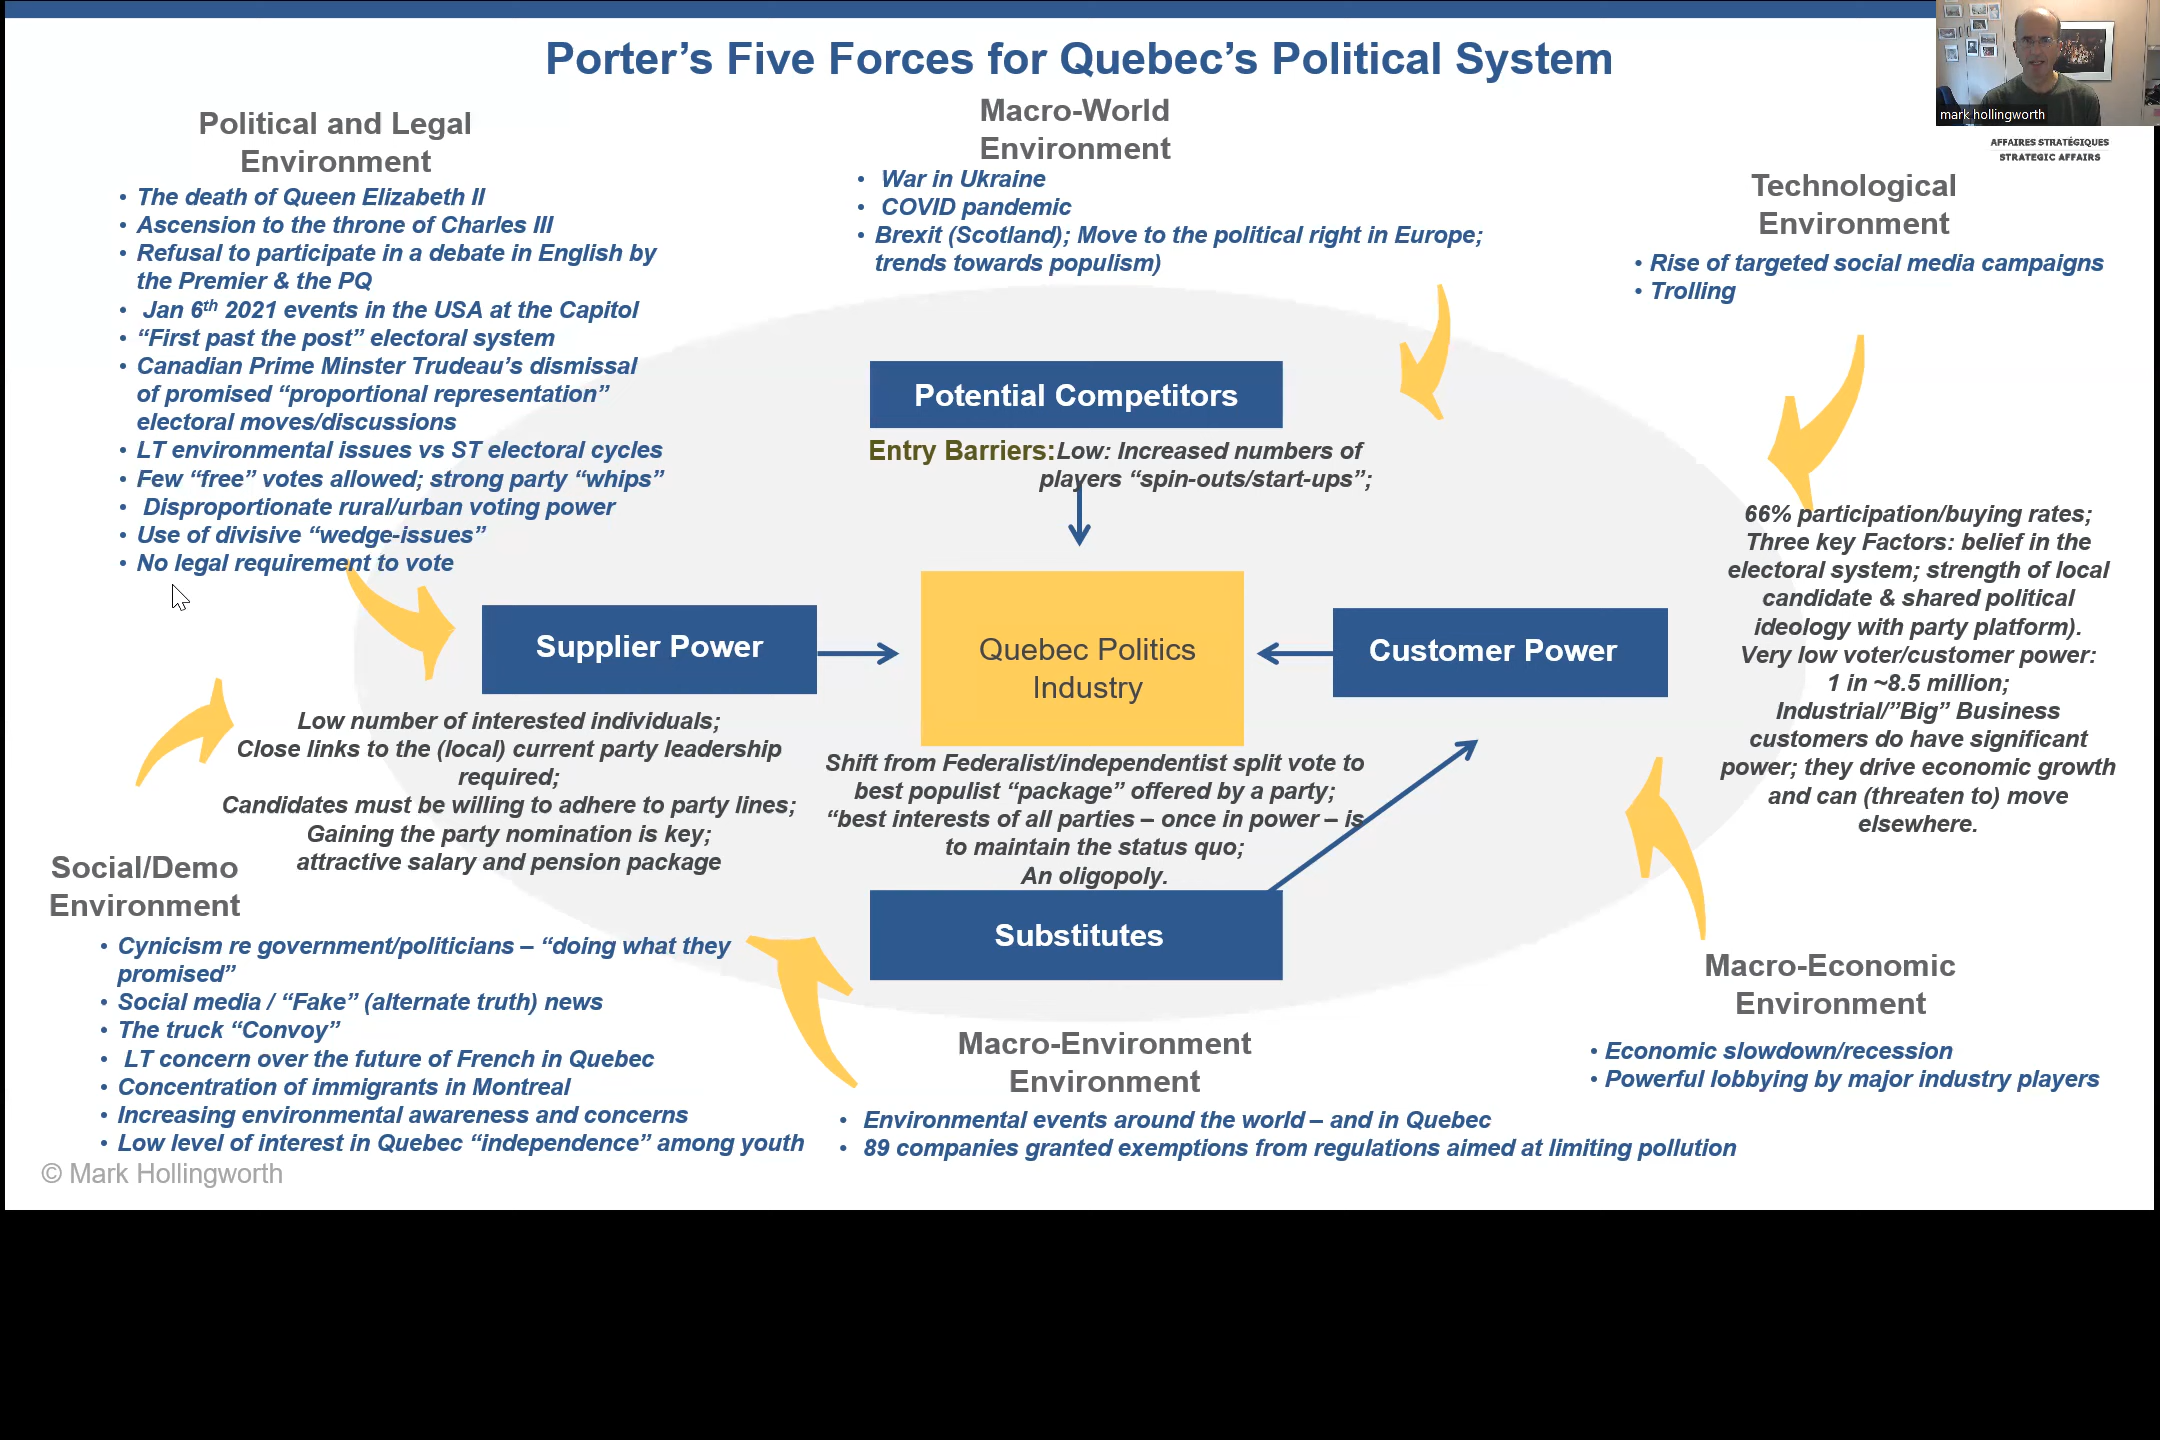 Porter’s Five Forces for Quebec’s Political System
mark hollingworth
AFFAIRES STRATÉGIQUES
STRATEGIC AFFAIRS
Political and Legal
Environment
• The death of Queen Elizabeth II
• Ascension to the throne of Charles III
• Refusal to participate in a debate in English by
the Premier & the PQ
• Jan 6th 2021 events in the USA at the Capitol
• “First past the post” electoral system
• Canadian Prime Minster Trudeau’s dismissal
of promised “proportional representation”
electoral moves/discussions
• LT environmental issues vs ST electoral cycles
• Few “free” votes allowed; strong party “whips”
• Disproportionate rural/urban voting power
• Use of divisive “wedge-issues”
• No legal requirement to vote
Macro-World
Environment
• War in Ukraine
• COVID pandemic
• Brexit (Scotland); Move to the political right in Europe;
trends towards populism)
Technological
Environment
• Rise of targeted social media campaigns
• Trolling
Potential Competitors
Entry Barriers: Low: Increased numbers of
players “spin-outs/start-ups”;
Supplier Power
Low number of interested individuals;
Close links to the (local) current party leadership
required;
Candidates must be willing to adhere to party lines;
Gaining the party nomination is key;
attractive salary and pension package
Quebec Politics
Industry
Shift from Federalist/independentist split vote to
best populist “package” offered by a party;
“best interests of all parties – once in power – is
to maintain the status quo;
An oligopoly.
Customer Power
66% participation/buying rates;
Three key Factors: belief in the
electoral system; strength of local
candidate & shared political
ideology with party platform).
Very low voter/customer power:
1 in ~8.5 million;
Industrial/”Big” Business
customers do have significant
power; they drive economic growth
and can (threaten to) move
elsewhere.
Substitutes
Social/Demo
Environment
• Cynicism re government/politicians – “doing what they
promised”
• Social media / “Fake” (alternate truth) news
• The truck “Convoy”
• LT concern over the future of French in Quebec
• Concentration of immigrants in Montreal
• Increasing environmental awareness and concerns
• Low level of interest in Quebec “independence” among youth
Macro-Environment
Environment
• Environmental events around the world – and in Quebec
• 89 companies granted exemptions from regulations aimed at limiting pollution
Macro-Economic
Environment
• Economic slowdown/recession
• Powerful lobbying by major industry players
© Mark Hollingworth